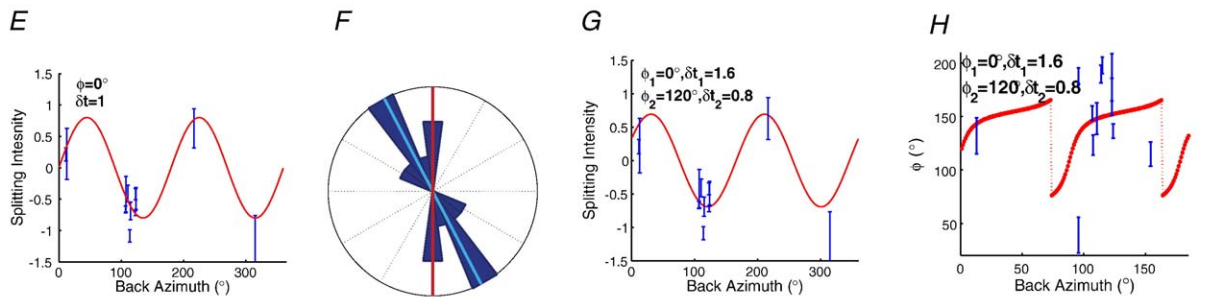 E
F
G
H
ϕ=0°
δt=1
1.5
1
0.5
0
-0.5
-1
-1.5
Splitting Intesnity
0
100
200
300
Back Azimuth (°)
ϕ₁=0°,δt₁=1.6
ϕ₂=120°,δt₂=0.8
1.5
1
0.5
0
-0.5
-1
-1.5
Splitting Intensity
0
100
200
300
Back Azimuth (°)
ϕ₁=0°,δt₁=1.6
ϕ₂=120°,δt₂=0.8
200
150
100
50
ϕ (°)
0
50
100
150
Back Azimuth (°)